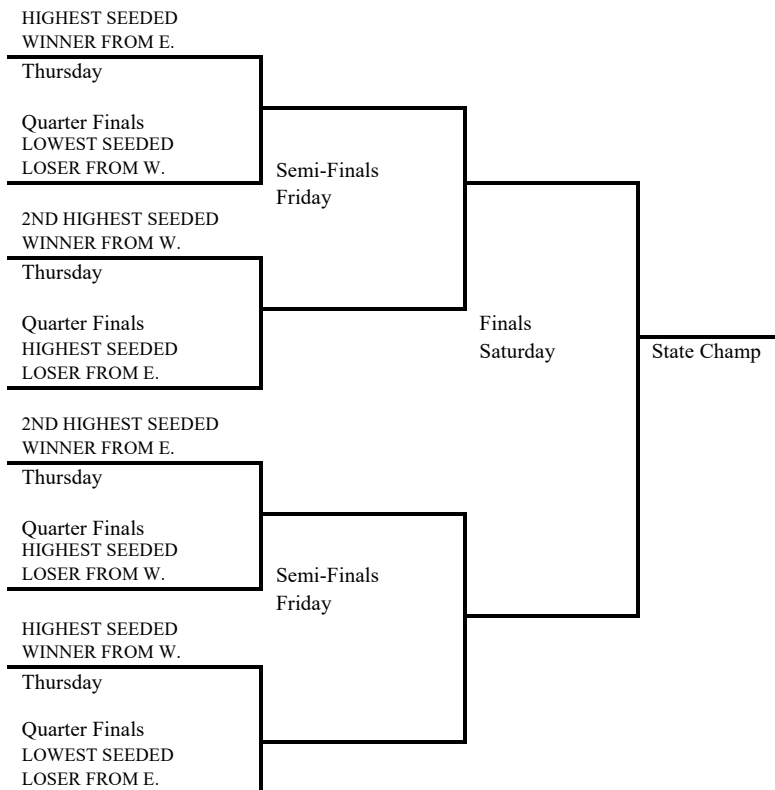 HIGHEST SEEDED
WINNER FROM E.
Thursday
Quarter Finals
LOWEST SEEDED
LOSER FROM W.
Semi-Finals
Friday
2ND HIGHEST SEEDED
WINNER FROM W.
Thursday
Quarter Finals
HIGHEST SEEDED
LOSER FROM E.
Finals
Saturday
State Champ
2ND HIGHEST SEEDED
WINNER FROM E.
Thursday
Quarter Finals
HIGHEST SEEDED
LOSER FROM W.
Semi-Finals
Friday
HIGHEST SEEDED
WINNER FROM W.
Thursday
Quarter Finals
LOWEST SEEDED
LOSER FROM E.